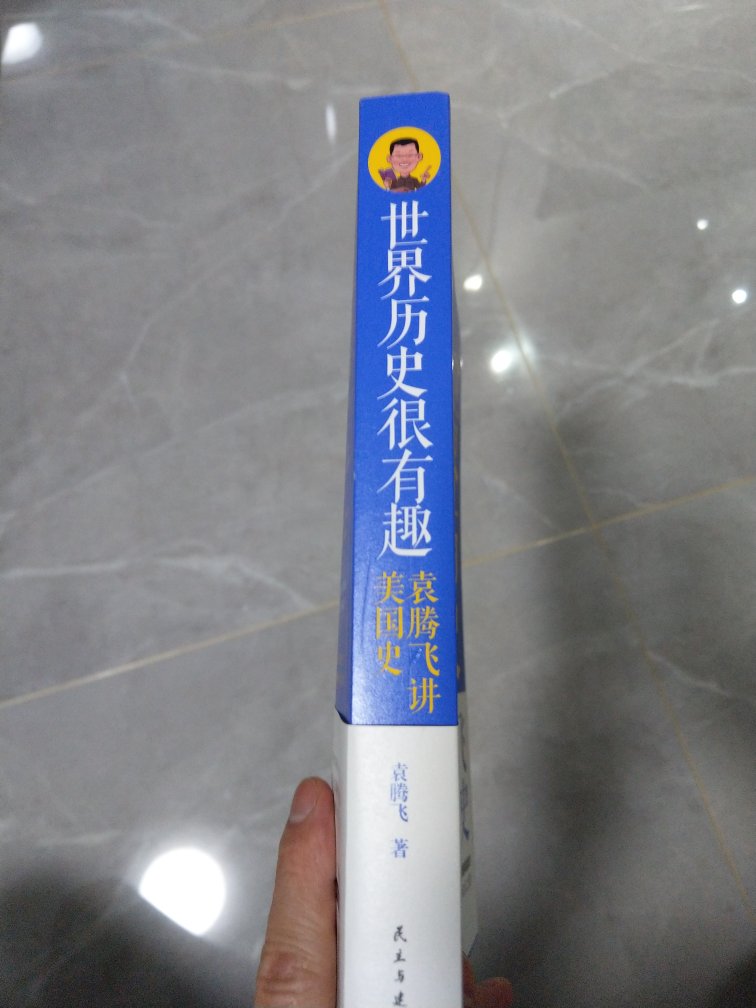 世界历史很有趣
袁腾飞讲
美国史
袁腾飞 著
民主与建